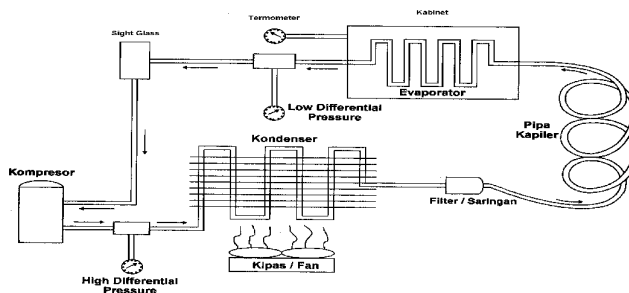 Kabinet
Termometer
Sight Glass
Evaporator
Low Differential
Pressure
Pipa
Kapiler
Kondenser
Kompresor
Filter / Saringan
Kipas / Fan
High Differential
Pressure